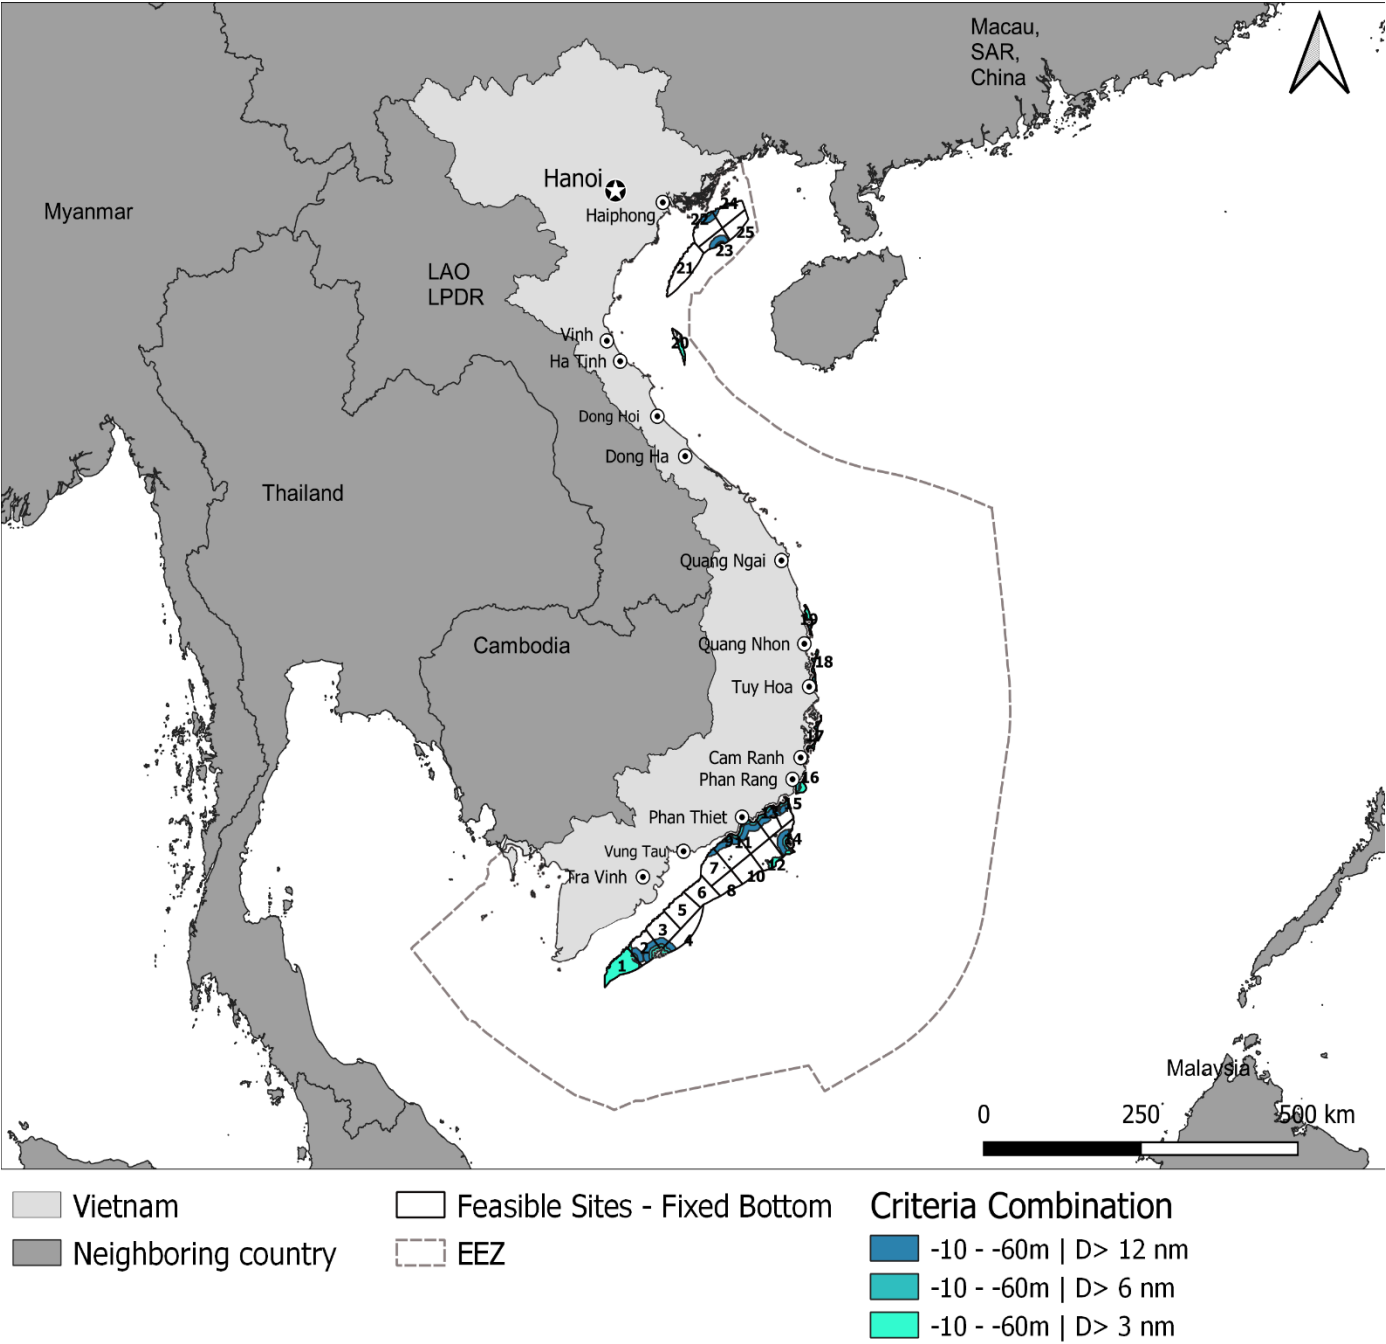 Macau,
SAR,
China
Hanoi
Haiphong
Myanmar
24
22
25
23
21
LAO
LPDR
Vinh
20
Ha Tinh
Dong Hoi
Dong Ha
Thailand
Quang Ngai
19
Cambodia
Quang Nhon
18
Tuy Hoa
17
Cam Ranh
Phan Rang
16
15
Phan Thiet
14
11
Vung Tau
12
7
10
Tra Vinh
8
6
5
3
4
2
1
Malaysia
0 250 500 km
Vietnam
Feasible Sites - Fixed Bottom
Criteria Combination
Neighboring country
EEZ
-10 - -60m | D> 12 nm
-10 - -60m | D> 6 nm
-10 - -60m | D> 3 nm